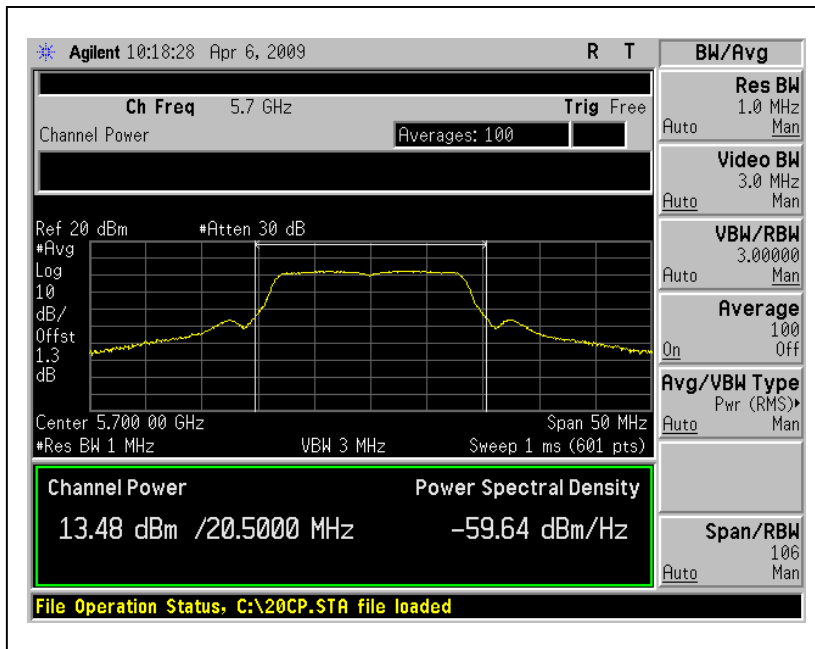 Agilent 10:18:28 Apr 6, 2009 R T
Ch Freq 5.7 GHz Trig Free
Channel Power Averages: 100
Ref 20 dBm #Atten 30 dB
#Avg
Log
10
dB/
Offst
1.3
dB
Center 5.700 00 GHz Span 50 MHz
#Res BW 1 MHz VBW 3 MHz Sweep 1 ms (601 pts)
Channel Power Power Spectral Density
13.48 dBm /20.5000 MHz -59.64 dBm/Hz
File Operation Status, C:\20CP.STA file loaded
BW/Avg
Res BW
1.0 MHz
Auto Man
Video BW
3.0 MHz
Auto Man
VBW/RBW
3.00000
Auto Man
Average
100
On Off
Avg/VBW Type
Pwr (RMS)▸
Auto Man
Span/RBW
106
Auto Man